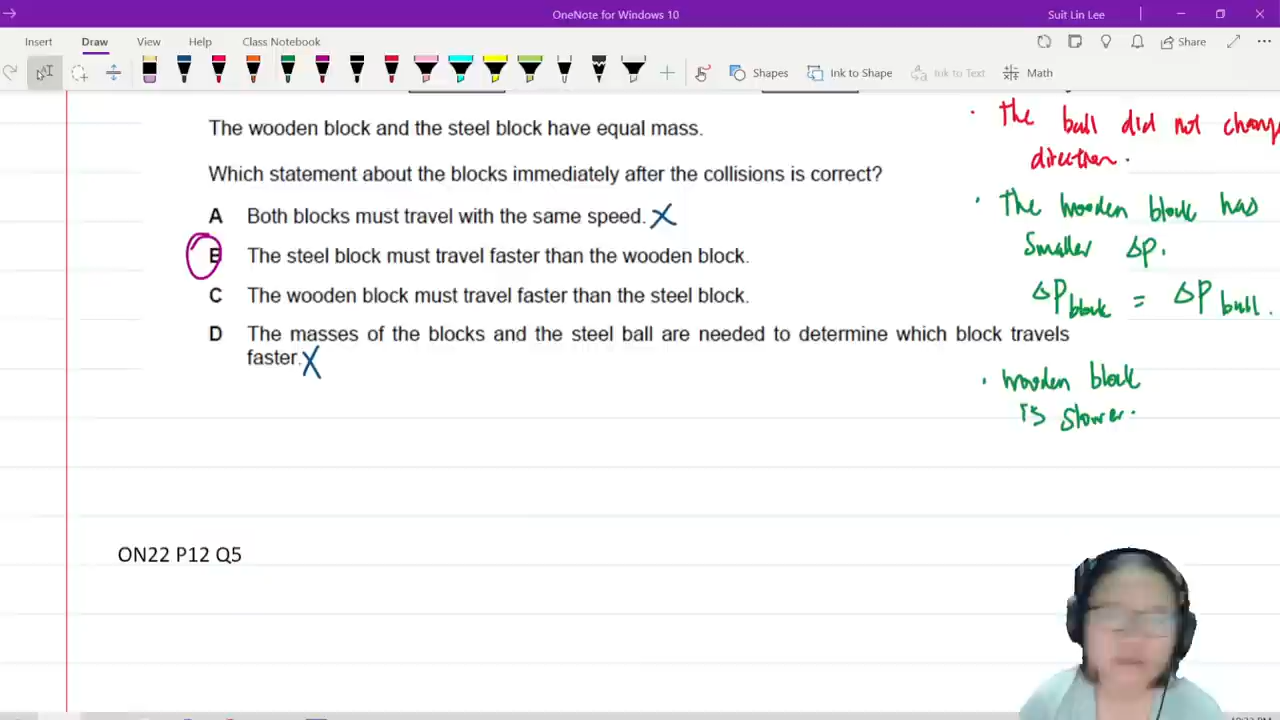 OneNote for Windows 10
Suit Lin Lee
Insert Draw View Help Class Notebook
Share
Shapes
Ink to Shape
Ink to Text
Math
The wooden block and the steel block have equal mass.
Which statement about the blocks immediately after the collisions is correct?
A Both blocks must travel with the same speed. X
B The steel block must travel faster than the wooden block.
C The wooden block must travel faster than the steel block.
D The masses of the blocks and the steel ball are needed to determine which block travels
faster. X
• The ball did not chang
direction.
• The wooden block has
smaller Δp.
ΔP block = ΔP ball.
• wooden block
is slower.
ON22 P12 Q5